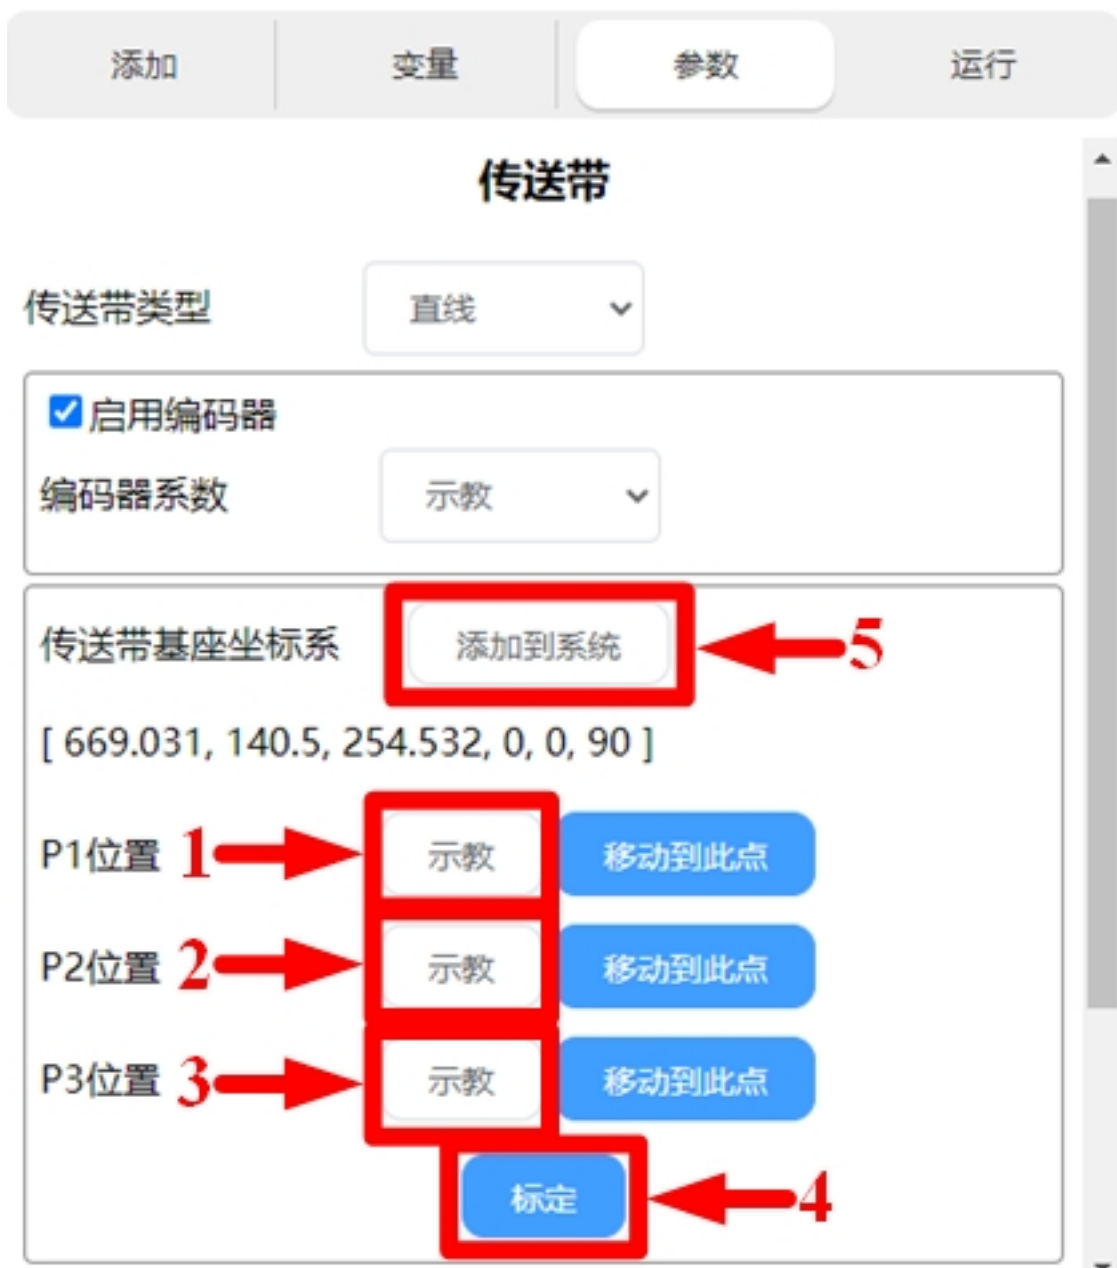 添加 变量 参数 运行
传送带
传送带类型 直线
启用编码器
编码器系数 示教
传送带基座坐标系 添加到系统 5
[ 669.031, 140.5, 254.532, 0, 0, 90 ]
P1位置 1 示教 移动到此点
P2位置 2 示教 移动到此点
P3位置 3 示教 移动到此点
标定 4